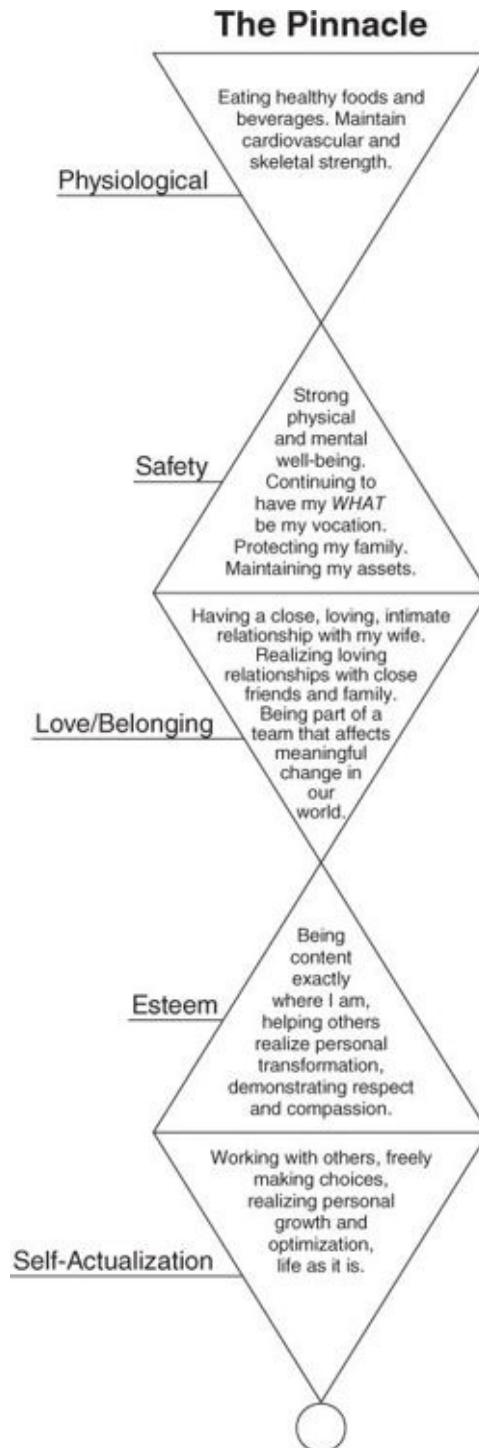 The Pinnacle
Eating healthy foods and
beverages. Maintain
cardiovascular and
skeletal strength.
Physiological
Strong
physical
and mental
well-being.
Continuing to
have my WHAT
be my vocation.
Protecting my family.
Maintaining my assets.
Safety
Having a close, loving, intimate
relationship with my wife.
Realizing loving
relationships with close
friends and family.
Being part of a
team that affects
meaningful
change in
our
world.
Love/Belonging
Being
content
exactly
where I am,
helping others
realize personal
transformation,
demonstrating respect
and compassion.
Esteem
Working with others, freely
making choices,
realizing personal
growth and
optimization,
life as it is.
Self-Actualization